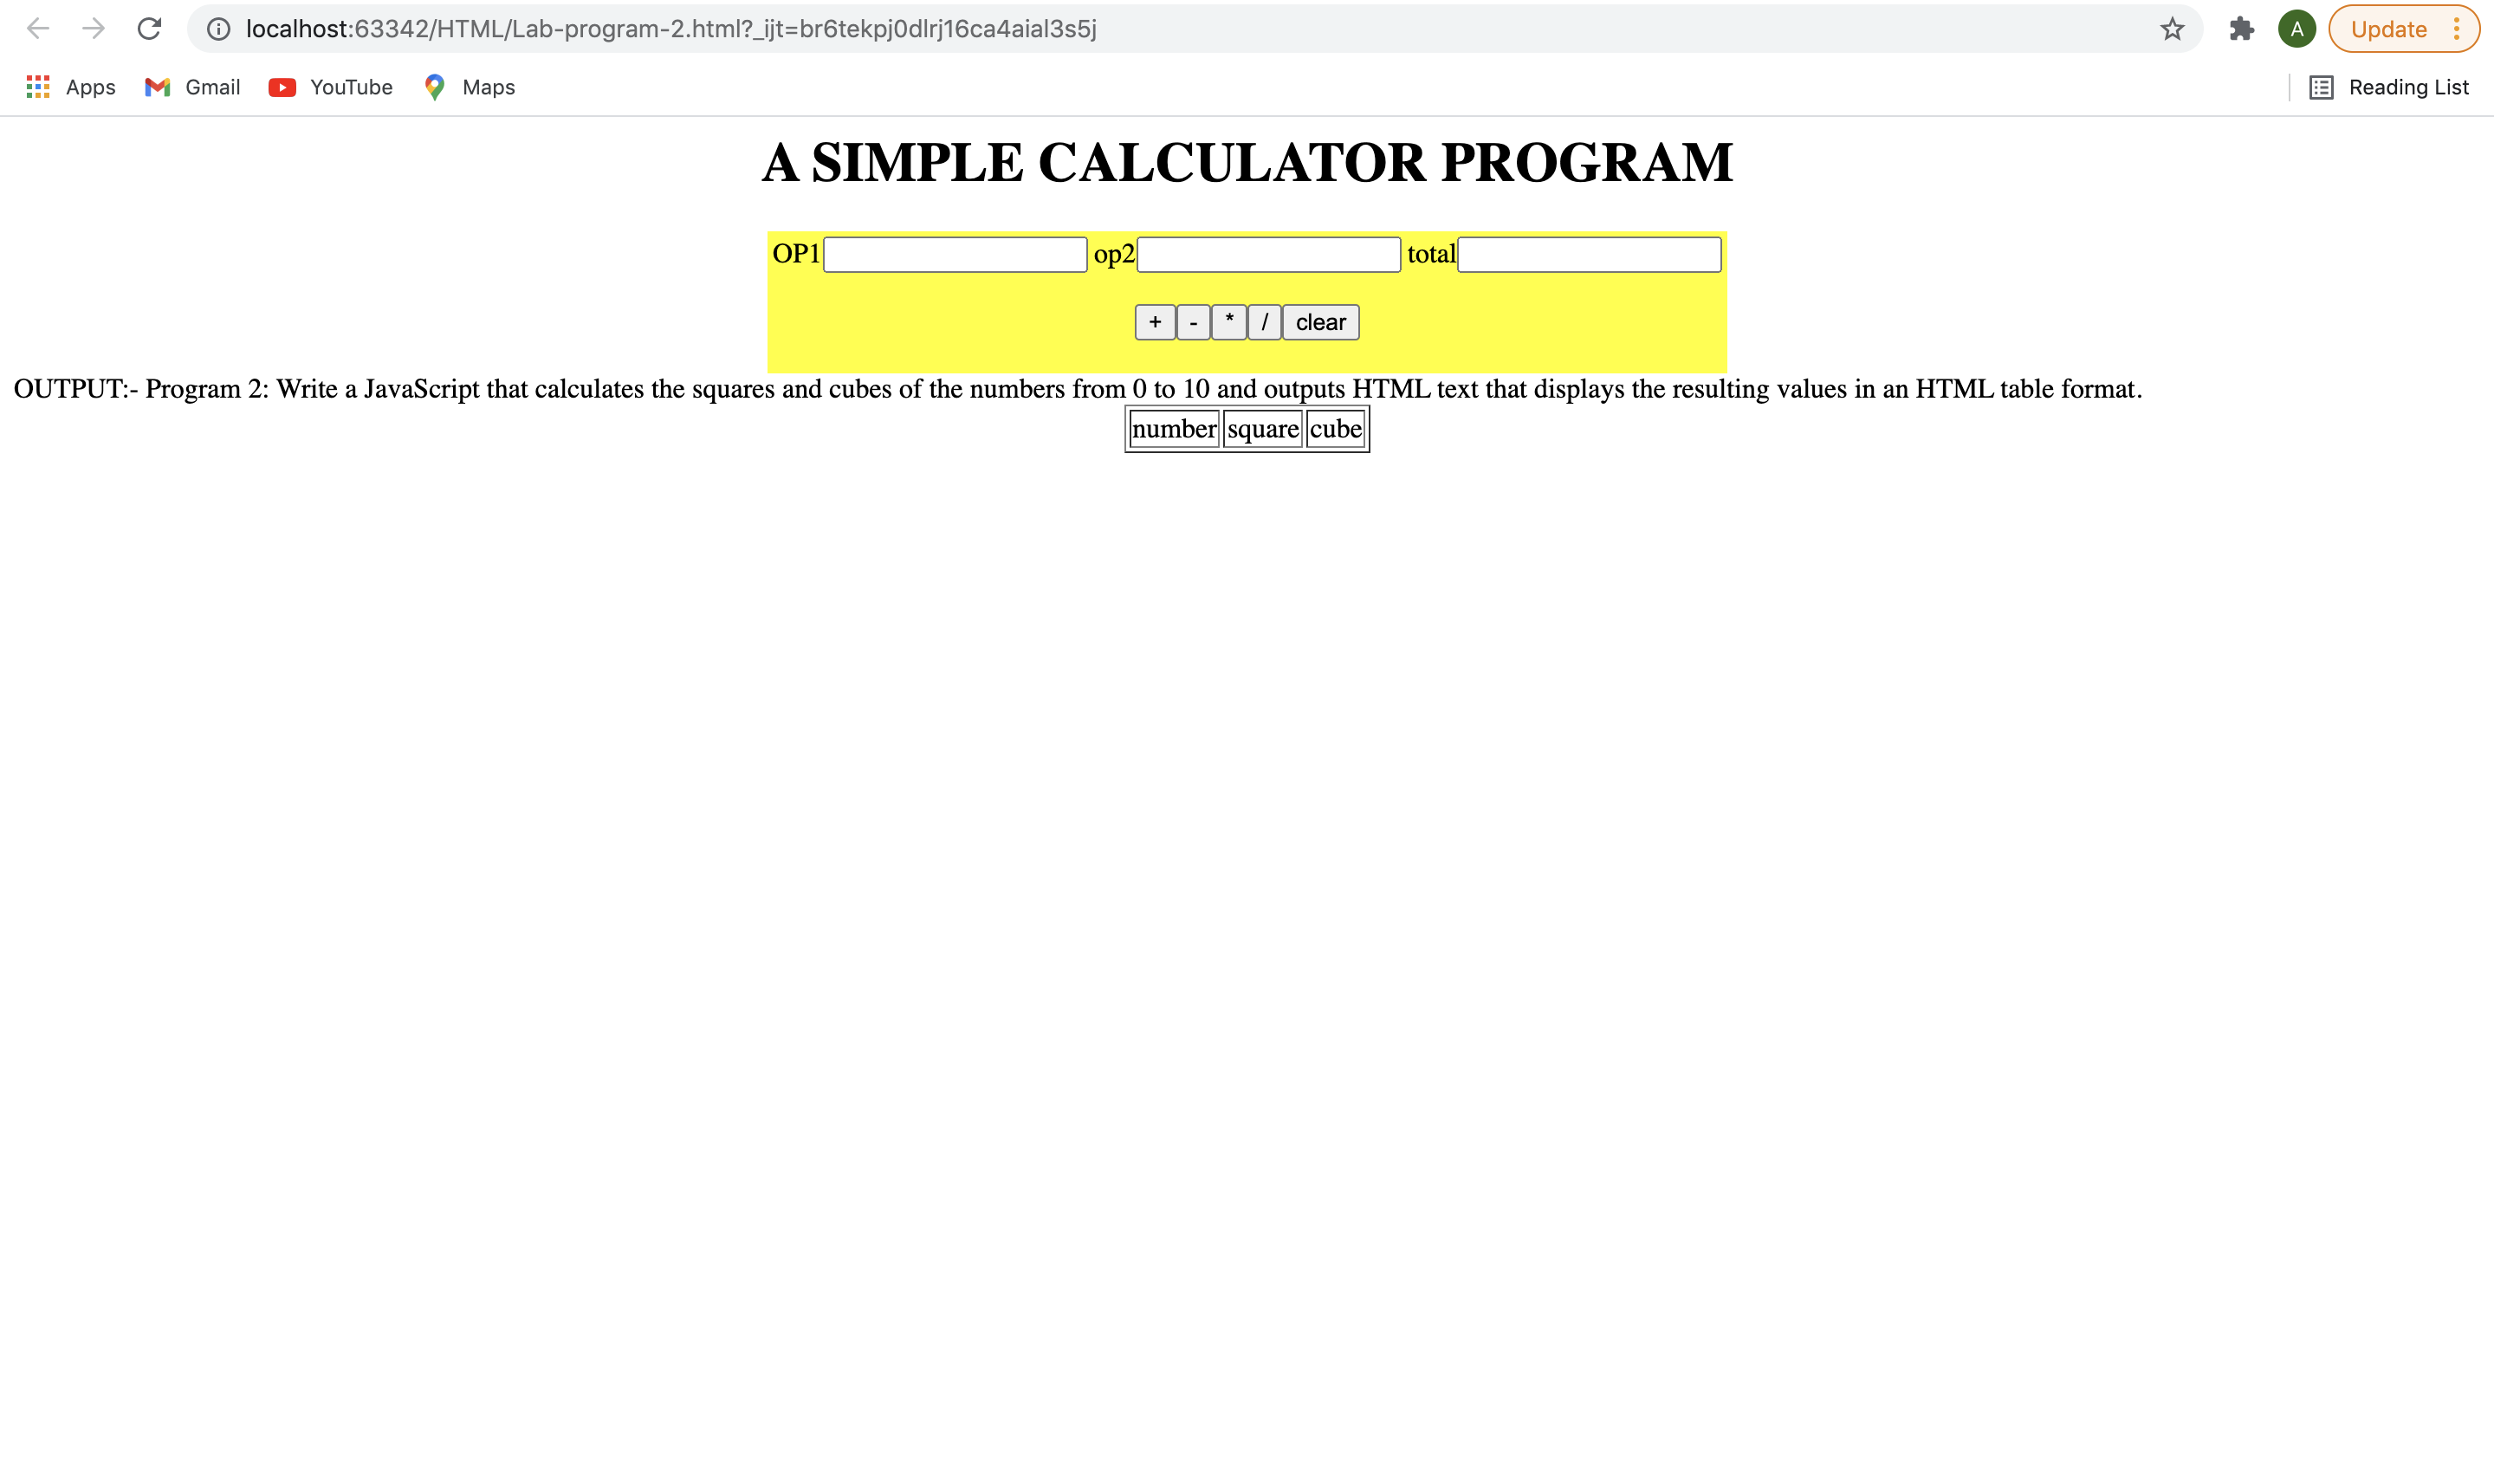 localhost:63342/HTML/Lab-program-2.html?_ijt=br6tekpj0dlrj16ca4aial3s5j A Update
Apps Gmail YouTube Maps Reading List
A SIMPLE CALCULATOR PROGRAM
OP1 op2 total
+ - * / clear
OUTPUT:- Program 2: Write a JavaScript that calculates the squares and cubes of the numbers from 0 to 10 and outputs HTML text that displays the resulting values in an HTML table format.
number square cube